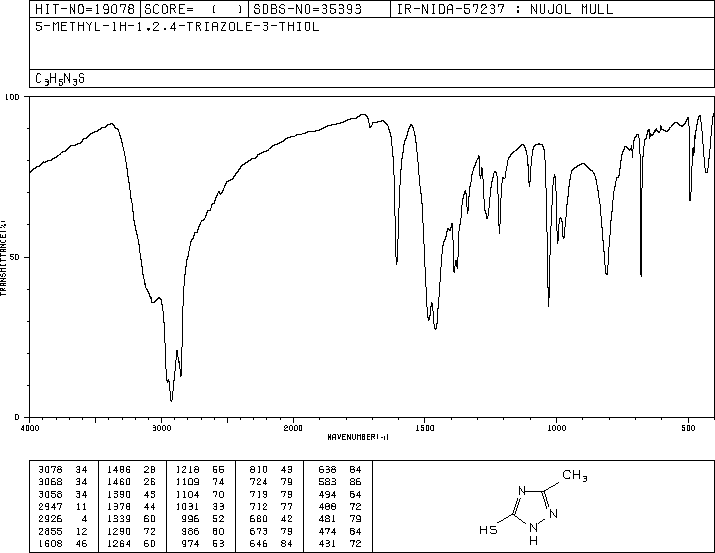 HIT-NO=19078 SCORE= ( ) SDBS-NO=35393 IR-NIDA-57237 : NUJOL MULL
5-METHYL-1H-1,2,4-TRIAZOLE-3-THIOL
C3H5N3S
100
50
0
TRANSMITTANCE(%)
4000 3000 2000 1500 1000 500
WAVENUMBER(-1)
3078 34 1486 28 1218 55 810 43 638 84
3068 34 1460 26 1109 74 724 79 583 86
3058 34 1390 43 1104 70 719 79 494 64
2947 11 1378 44 1031 33 712 77 488 72
2926 4 1339 60 996 52 680 42 481 79
2855 12 1290 72 986 60 673 79 474 84
1608 46 1264 60 974 53 646 84 431 72
CH3
N
N
N
H
HS